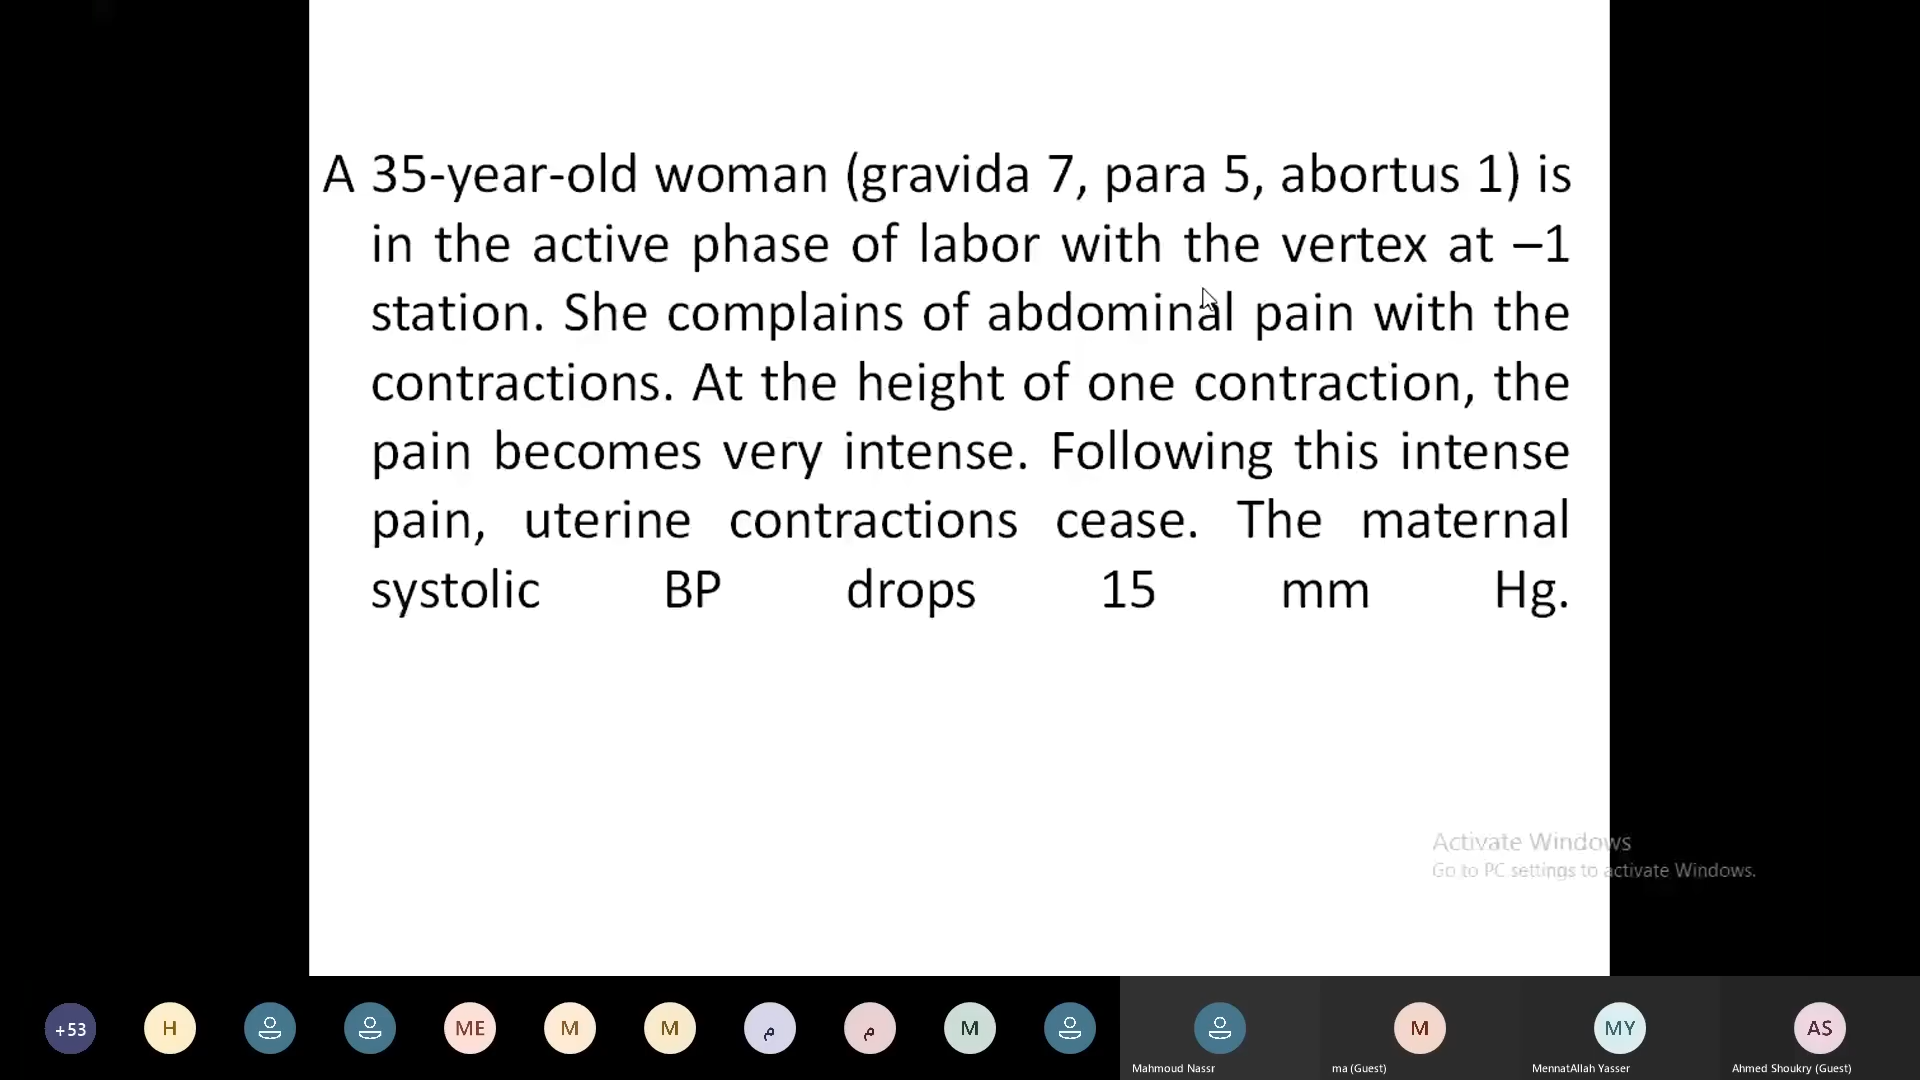 A 35-year-old woman (gravida 7, para 5, abortus 1) is
in the active phase of labor with the vertex at –1
station. She complains of abdominal pain with the
contractions. At the height of one contraction, the
pain becomes very intense. Following this intense
pain, uterine contractions cease. The maternal
systolic BP drops 15 mm Hg.
Activate Windows
Go to PC settings to activate Windows.
+53
H
ME
M
M
م
م
M
M
MY
AS
Mahmoud Nassr
ma (Guest)
MennatAllah Yasser
Ahmed Shoukry (Guest)